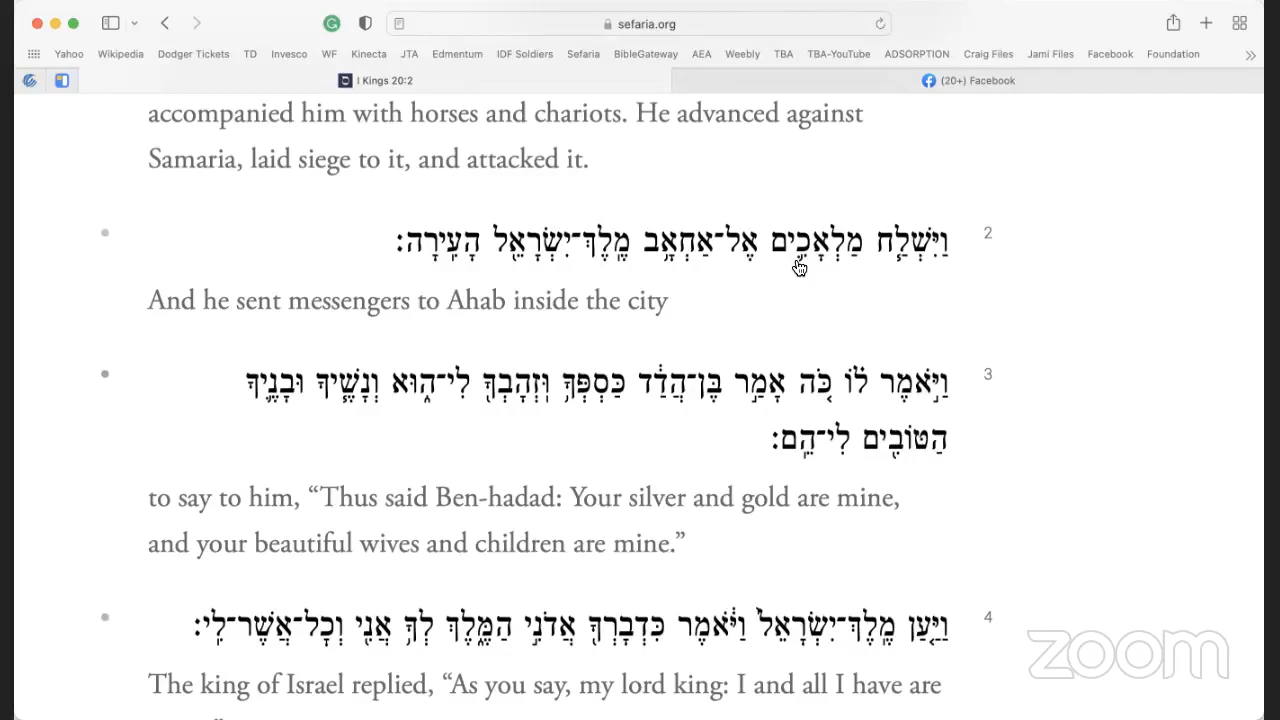 sefaria.org
Yahoo Wikipedia Dodger Tickets TD Invesco WF Kinecta JTA Edmentum IDF Soldiers Sefaria BibleGateway AEA Weebly TBA TBA-YouTube ADSORPTION Craig Files Jami Files Facebook Foundation
I Kings 20:2
(20+) Facebook
accompanied him with horses and chariots. He advanced against
Samaria, laid siege to it, and attacked it.
2
וַיִּשְׁלַ֧ח מַלְאָכִ֛ים אֶל־אַחְאָ֥ב מֶֽלֶךְ־יִשְׂרָאֵ֖ל הָעִֽירָה׃
And he sent messengers to Ahab inside the city
3
וַיֹּ֣אמֶר ל֗וֹ כֹּ֚ה אָמַ֣ר בֶּן־הֲדַ֔ד כַּסְפְּךָ֥ וּֽזְהָבְךָ֖ לִי־ה֑וּא וְנָשֶׁ֧יךָ וּבָנֶ֛יךָ
הַטּוֹבִ֖ים לִי־הֵֽם׃
to say to him, “Thus said Ben-hadad: Your silver and gold are mine,
and your beautiful wives and children are mine.”
4
וַיַּ֤עַן מֶֽלֶךְ־יִשְׂרָאֵל֙ וַיֹּ֔אמֶר כִּדְבָרְךָ֖ אֲדֹנִ֣י הַמֶּ֑לֶךְ לְךָ֥ אֲנִ֖י וְכׇל־אֲשֶׁר־לִֽי׃
The king of Israel replied, “As you say, my lord king: I and all I have are
zoom